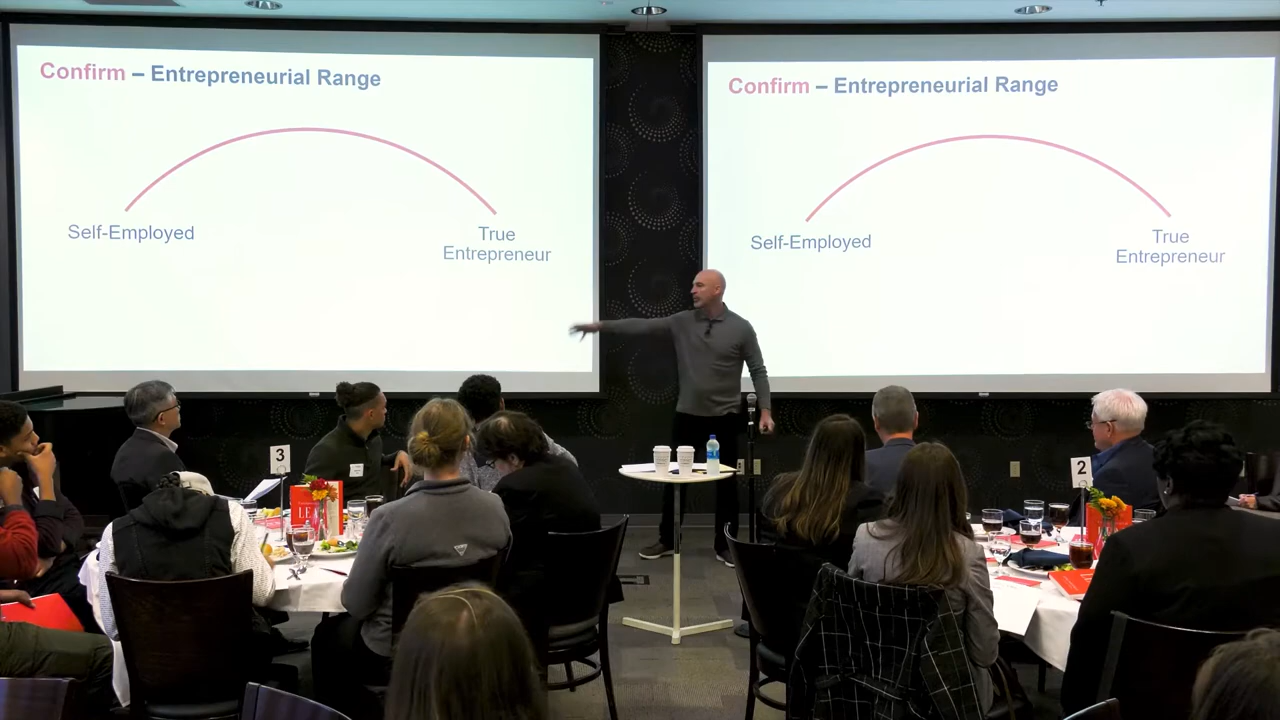 Confirm – Entrepreneurial Range
Self-Employed
True
Entrepreneur
Confirm – Entrepreneurial Range
Self-Employed
True
Entrepreneur
3
2